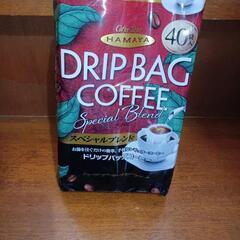 HAMAYA
40
DRIP BAG
COFFEE
Special Blend
スペシャルブレンド
ドリップバッグコーヒー